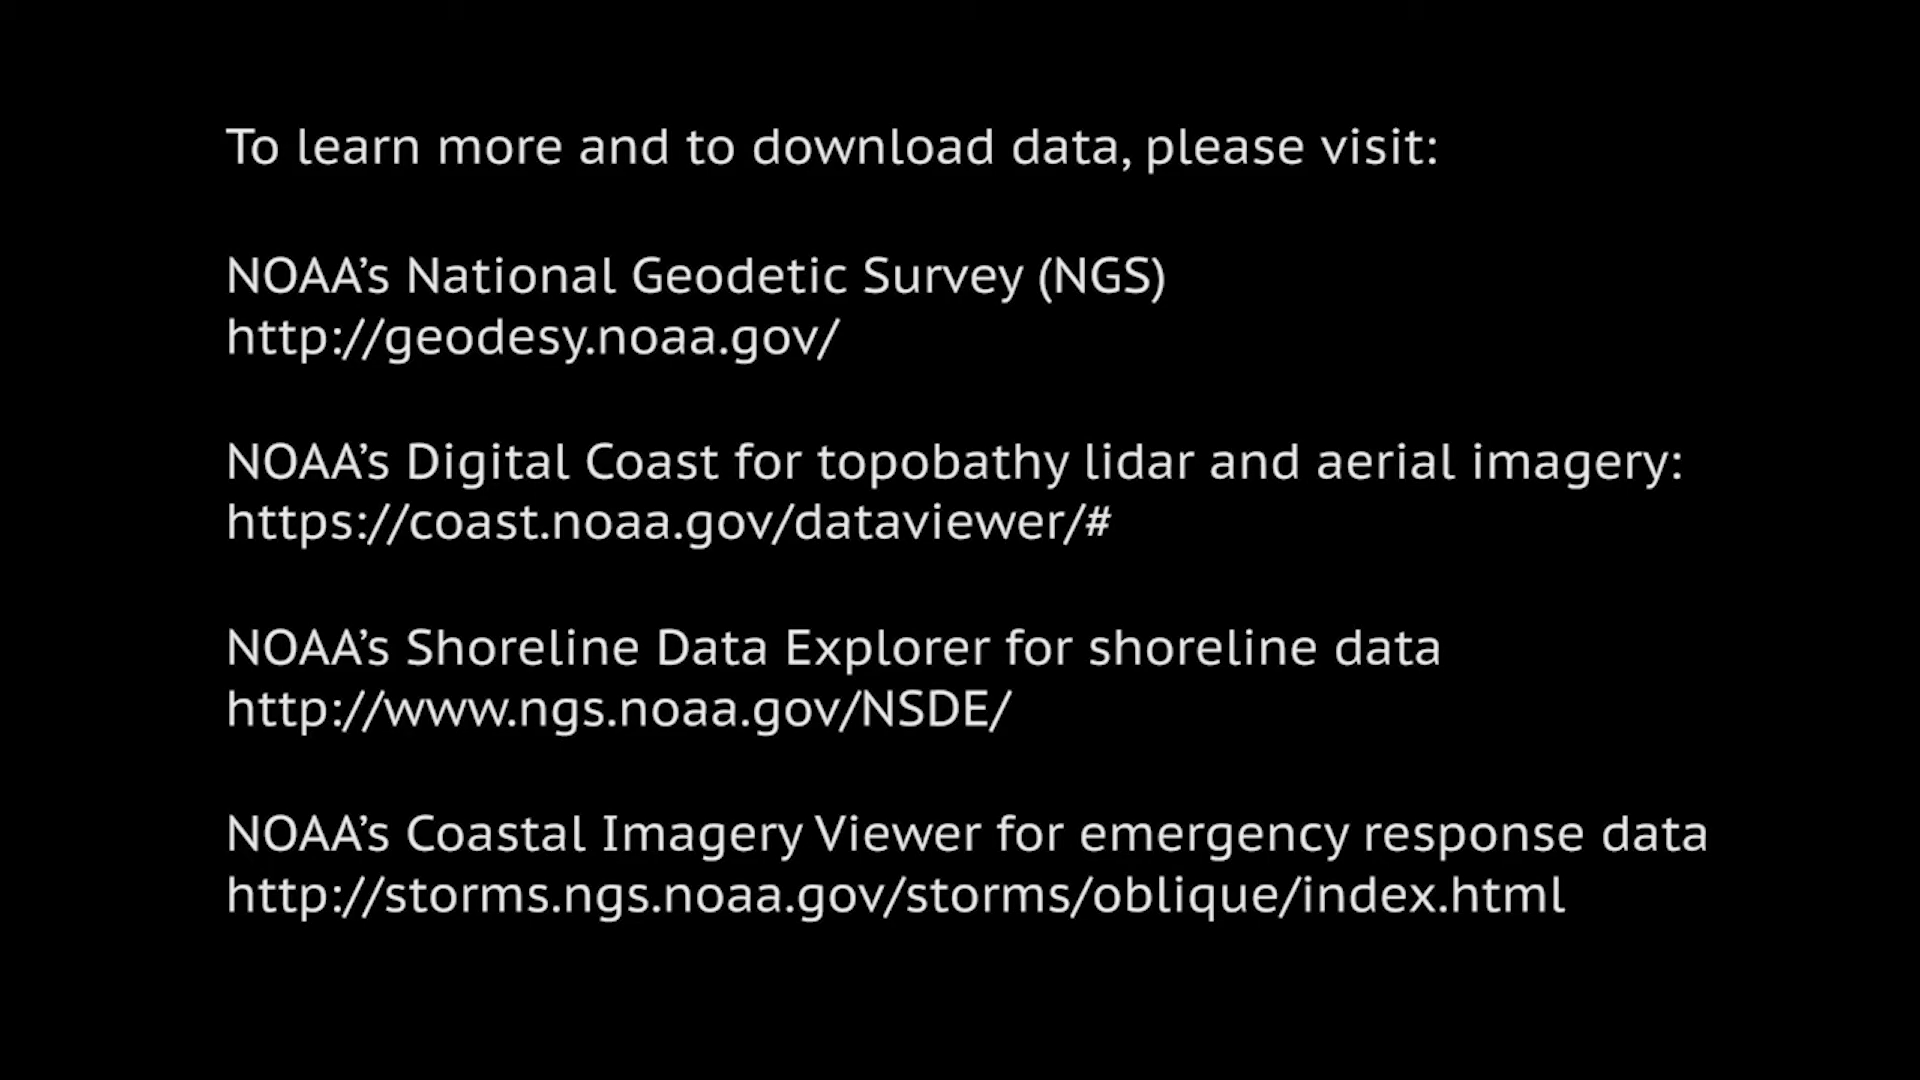 To learn more and to download data, please visit:
NOAA’s National Geodetic Survey (NGS)
http://geodesy.noaa.gov/
NOAA’s Digital Coast for topobathy lidar and aerial imagery:
https://coast.noaa.gov/dataviewer/#
NOAA’s Shoreline Data Explorer for shoreline data
http://www.ngs.noaa.gov/NSDE/
NOAA’s Coastal Imagery Viewer for emergency response data
http://storms.ngs.noaa.gov/storms/oblique/index.html